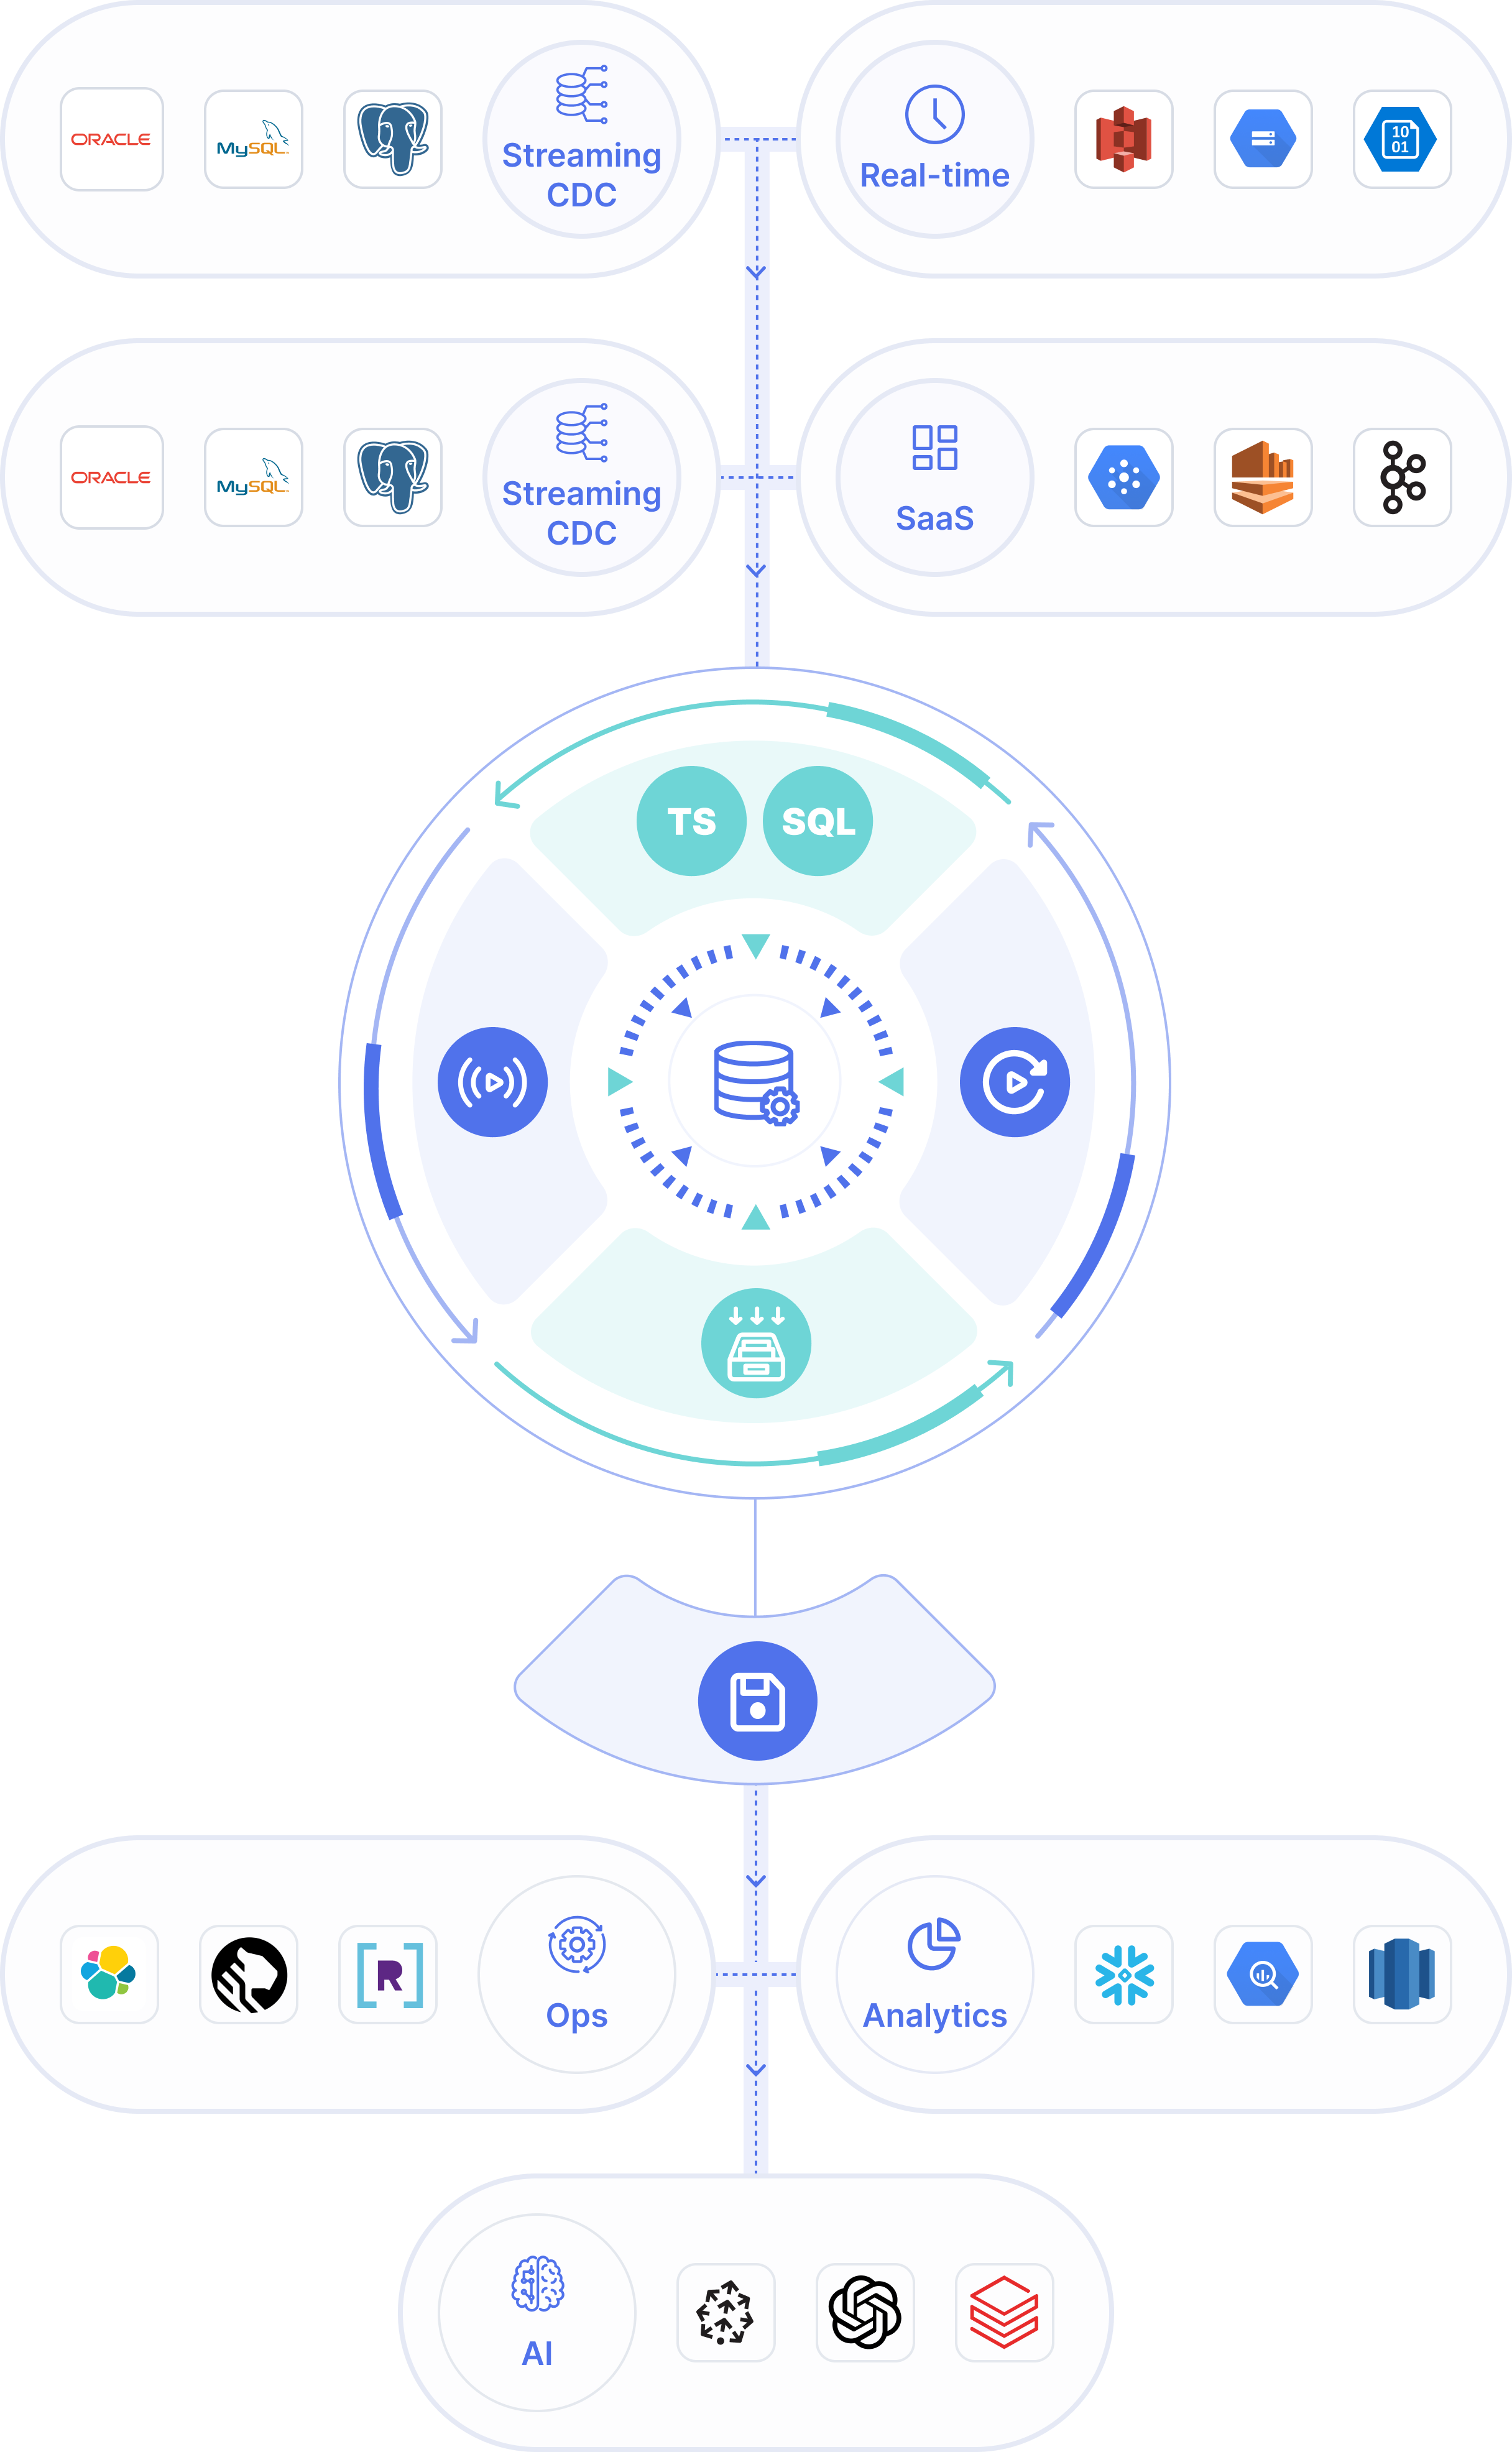 ORACLE
MySQL
Streaming
CDC
Real-time
10
01
ORACLE
MySQL
Streaming
CDC
SaaS
TS
SQL
R
Ops
Analytics
AI